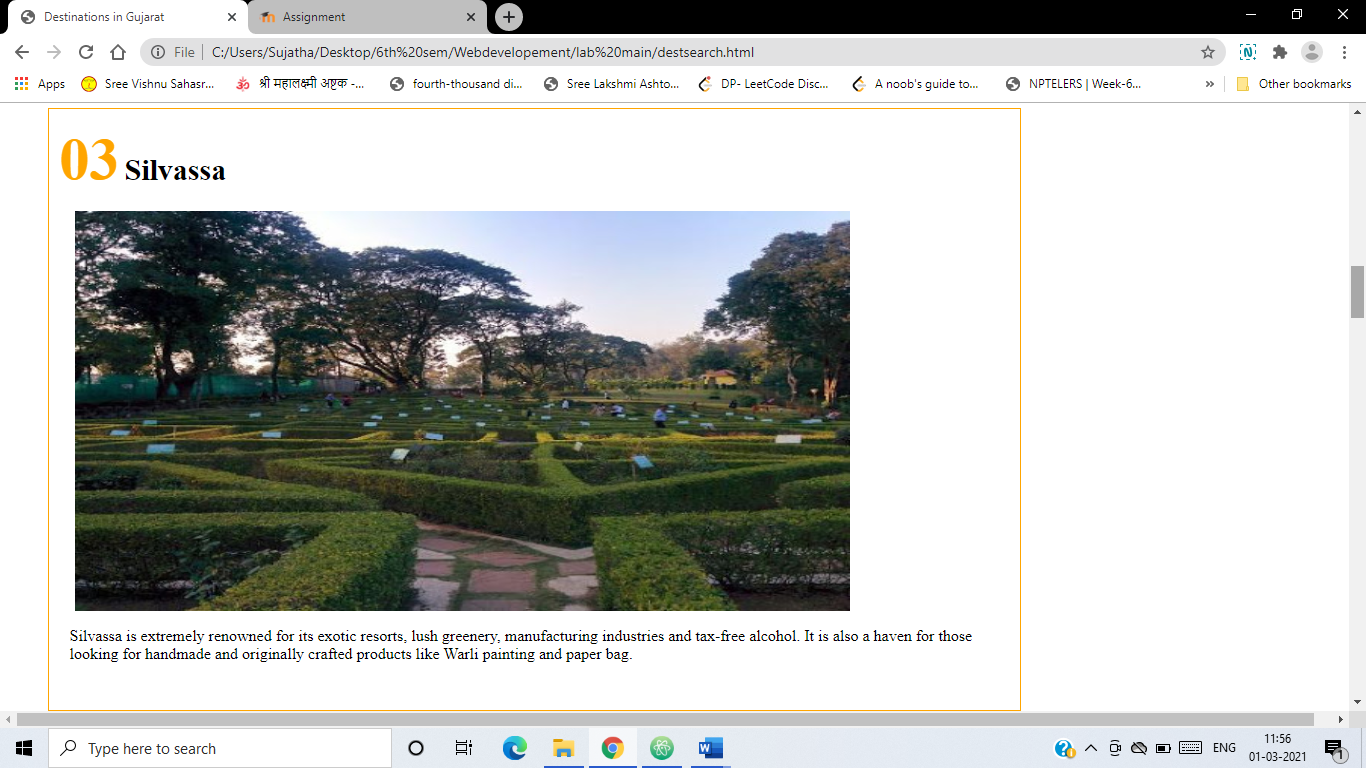 Destinations in Gujarat
Assignment
File
C:/Users/Sujatha/Desktop/6th%20sem/Webdevelopement/lab%20main/destsearch.html
Apps
Sree Vishnu Sahasr...
श्री महालक्ष्मी अष्टक -...
fourth-thousand di...
Sree Lakshmi Ashto...
DP- LeetCode Disc...
A noob's guide to...
NPTELERS | Week-6...
»
Other bookmarks
03 Silvassa
Silvassa is extremely renowned for its exotic resorts, lush greenery, manufacturing industries and tax-free alcohol. It is also a haven for those
looking for handmade and originally crafted products like Warli painting and paper bag.
Type here to search
ENG
11:56
01-03-2021
1